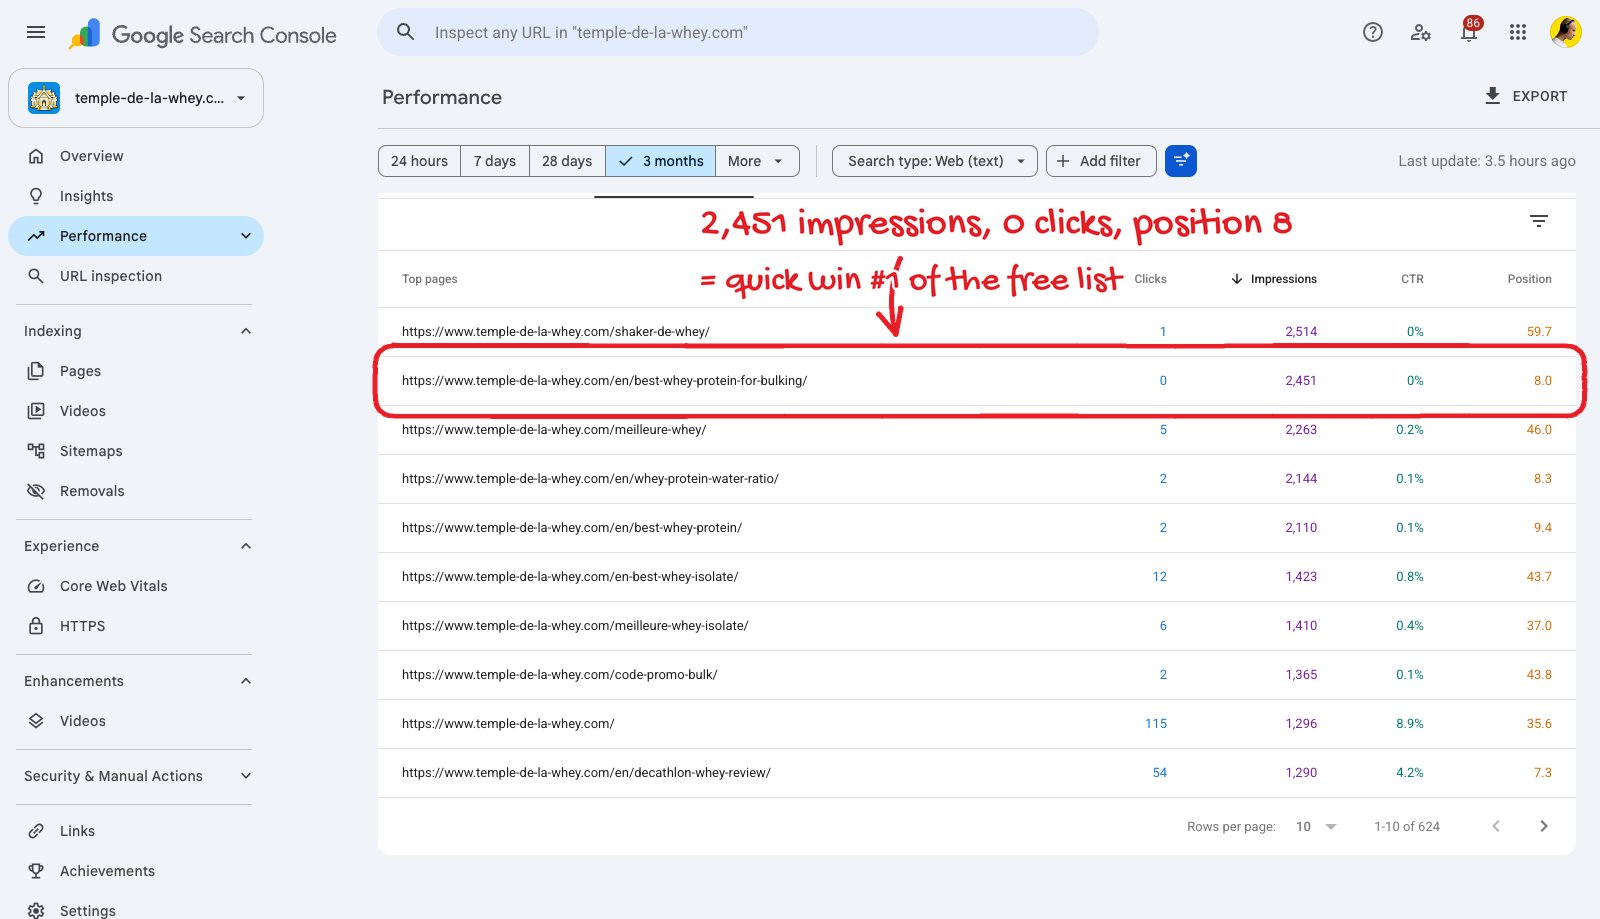 Google Search Console
Inspect any URL in "temple-de-la-whey.com"
86
temple-de-la-whey.c...
Overview
Insights
Performance
URL inspection
Indexing
Pages
Videos
Sitemaps
Removals
Experience
Core Web Vitals
HTTPS
Enhancements
Videos
Security & Manual Actions
Links
Achievements
Settings
Performance
EXPORT
24 hours 7 days 28 days 3 months More Search type: Web (text) Add filter Last update: 3.5 hours ago
2,451 impressions, 0 clicks, position 8
= quick win #1 of the free list
Top pages Clicks Impressions CTR Position
https://www.temple-de-la-whey.com/shaker-de-whey/ 1 2,514 0% 59.7
https://www.temple-de-la-whey.com/en/best-whey-protein-for-bulking/ 0 2,451 0% 8.0
https://www.temple-de-la-whey.com/meilleure-whey/ 5 2,263 0.2% 46.0
https://www.temple-de-la-whey.com/en/whey-protein-water-ratio/ 2 2,144 0.1% 8.3
https://www.temple-de-la-whey.com/en/best-whey-protein/ 2 2,110 0.1% 9.4
https://www.temple-de-la-whey.com/en-best-whey-isolate/ 12 1,423 0.8% 43.7
https://www.temple-de-la-whey.com/meilleure-whey-isolate/ 6 1,410 0.4% 37.0
https://www.temple-de-la-whey.com/code-promo-bulk/ 2 1,365 0.1% 43.8
https://www.temple-de-la-whey.com/ 115 1,296 8.9% 35.6
https://www.temple-de-la-whey.com/en/decathlon-whey-review/ 54 1,290 4.2% 7.3
Rows per page: 10 1-10 of 624